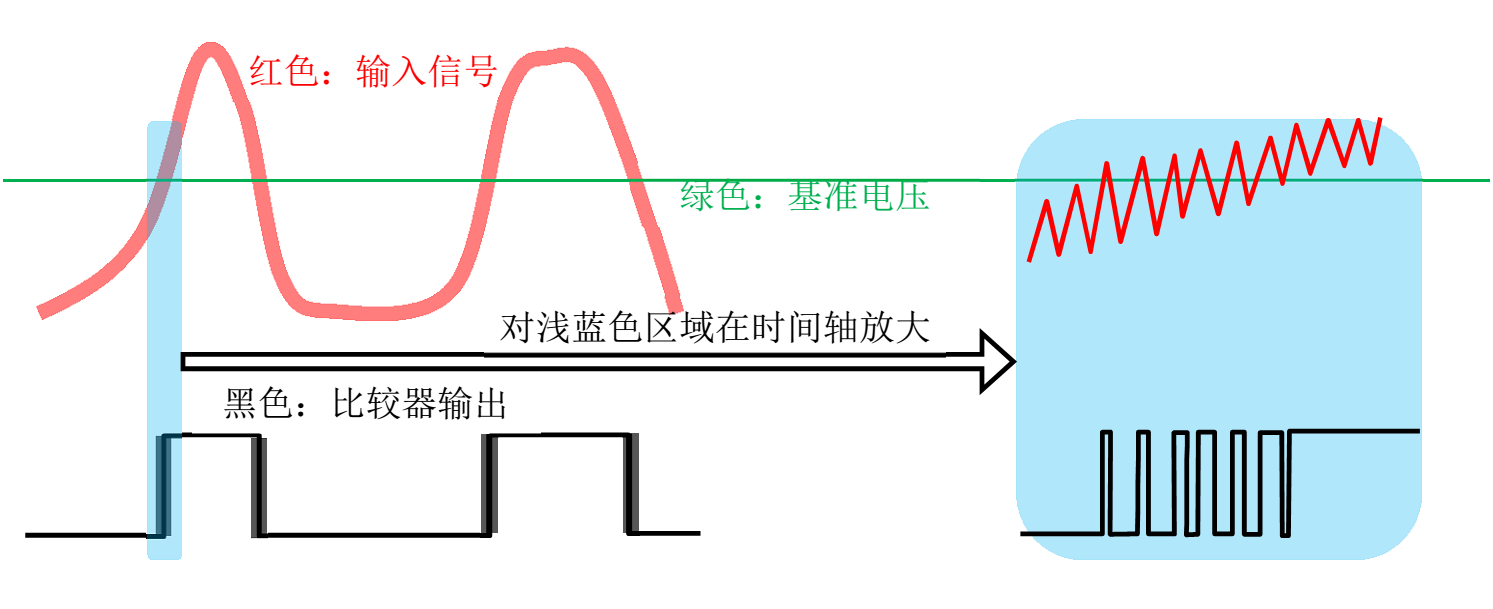 红色：输入信号
绿色：基准电压
对浅蓝色区域在时间轴放大
黑色：比较器输出